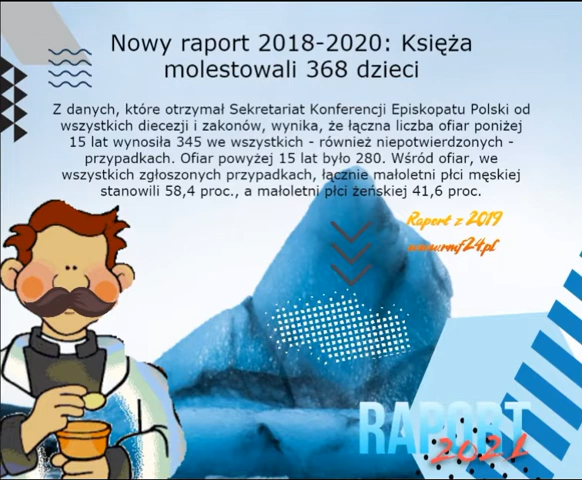 Nowy raport 2018-2020: Księża
molestowali 368 dzieci
Z danych, które otrzymał Sekretariat Konferencji Episkopatu Polski od
wszystkich diecezji i zakonów, wynika, że łączna liczba ofiar poniżej
15 lat wynosiła 345 we wszystkich - również niepotwierdzonych -
przypadkach. Ofiar powyżej 15 lat było 280. Wśród ofiar, we
wszystkich zgłoszonych przypadkach, łącznie małoletni płci męskiej
stanowili 58,4 proc., a małoletni płci żeńskiej 41,6 proc.
Raport z 2019
www.rmf24.pl
RAPORT
2021